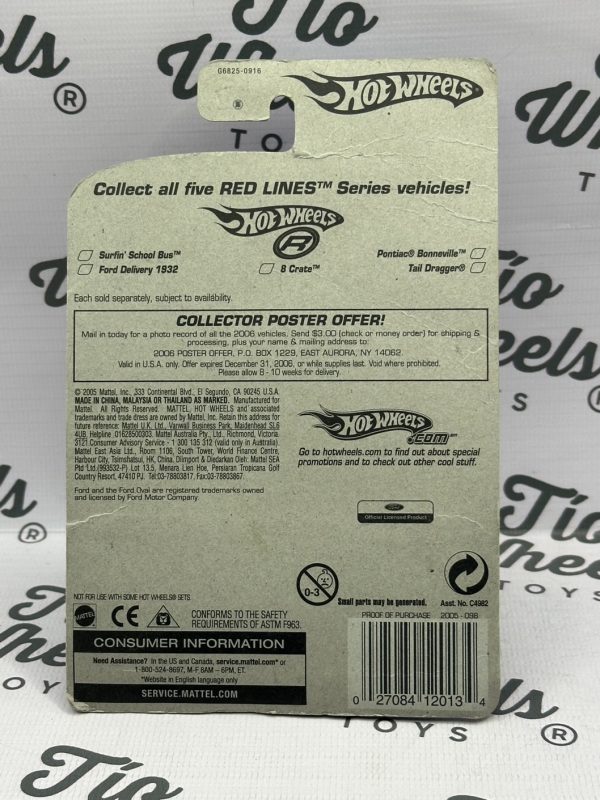 Tio
Wheels®
TOYS
G6825-0916
HOT WHEELS®
Collect all five RED LINES™ Series vehicles!
HOT WHEELS
R
Surfin' School Bus™
Pontiac® Bonneville™
Ford Delivery 1932
8 Crate™
Tail Dragger®
Each sold separately, subject to availability.
COLLECTOR POSTER OFFER!
Mail in today for a photo record of all the 2006 vehicles. Send $3.00 (check or money order) for shipping &
processing, plus your name & mailing address to:
2006 POSTER OFFER, P.O. BOX 1229, EAST AURORA, NY 14052.
Valid in U.S.A. only. Offer expires December 31, 2006, or while supplies last. Void where prohibited.
Please allow 8 - 10 weeks for delivery.
© 2005 Mattel, Inc. 333 Continental Blvd., El Segundo, CA 90245 U.S.A.
MADE IN CHINA, MALAYSIA OR THAILAND AS MARKED. Manufactured for
Mattel. All Rights Reserved. MATTEL, HOT WHEELS and associated
trademarks and trade dress are owned by Mattel, Inc. Retain this address for
future reference: Mattel U.K. Ltd., Vanwall Business Park, Maidenhead SL6
4UB. Helpline 01628500303. Mattel Australia Pty., Ltd., Richmond, Victoria.
3121.Consumer Advisory Service - 1 300 135 312 (valid only in Australia).
Mattel East Asia Ltd., Room 1106, South Tower, World Finance Centre,
Harbour City, Tsimshatsui, HK, China. Diimport & Diedarkan Oleh: Mattel SEA
Ptd Ltd.(993532-P) Lot 13.5, Menara Lien Hoe, Persiaran Tropicana Golf
Country Resort, 47410 PJ. Tel:03-78803817, Fax:03-78803867.
Ford and the Ford Oval are registered trademarks owned
and licensed by Ford Motor Company.
HOT WHEELS
.COM™
Go to hotwheels.com to find out about special
promotions and to check out other cool stuff.
Ford
Official Licensed Product
0-3
Small parts may be generated.
Asst. No. C4982
NOT FOR USE WITH SOME HOT WHEELS® SETS.
MATTEL
CE
CONFORMS TO THE SAFETY
REQUIREMENTS OF ASTM F963.
PROOF OF PURCHASE 2005 - 096
CONSUMER INFORMATION
Need Assistance? In the US and Canada, service.mattel.com* or
1-800-524-8697, M-F 8AM – 6PM, ET.
*Website in English language only
SERVICE.MATTEL.COM
0 27084 12013 4